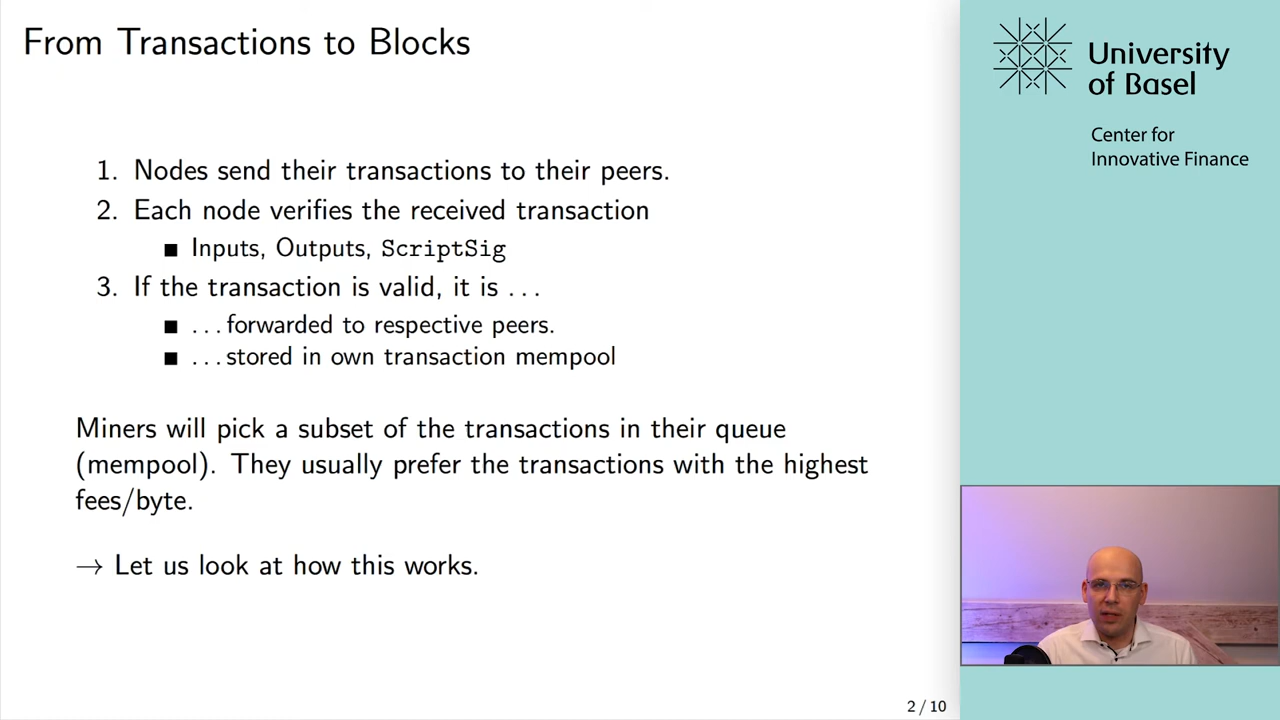 From Transactions to Blocks
1. Nodes send their transactions to their peers.
2. Each node verifies the received transaction
■ Inputs, Outputs, ScriptSig
3. If the transaction is valid, it is ...
■ ...forwarded to respective peers.
■ ...stored in own transaction mempool
Miners will pick a subset of the transactions in their queue
(mempool). They usually prefer the transactions with the highest
fees/byte.
→ Let us look at how this works.
2 / 10
University
of Basel
Center for
Innovative Finance